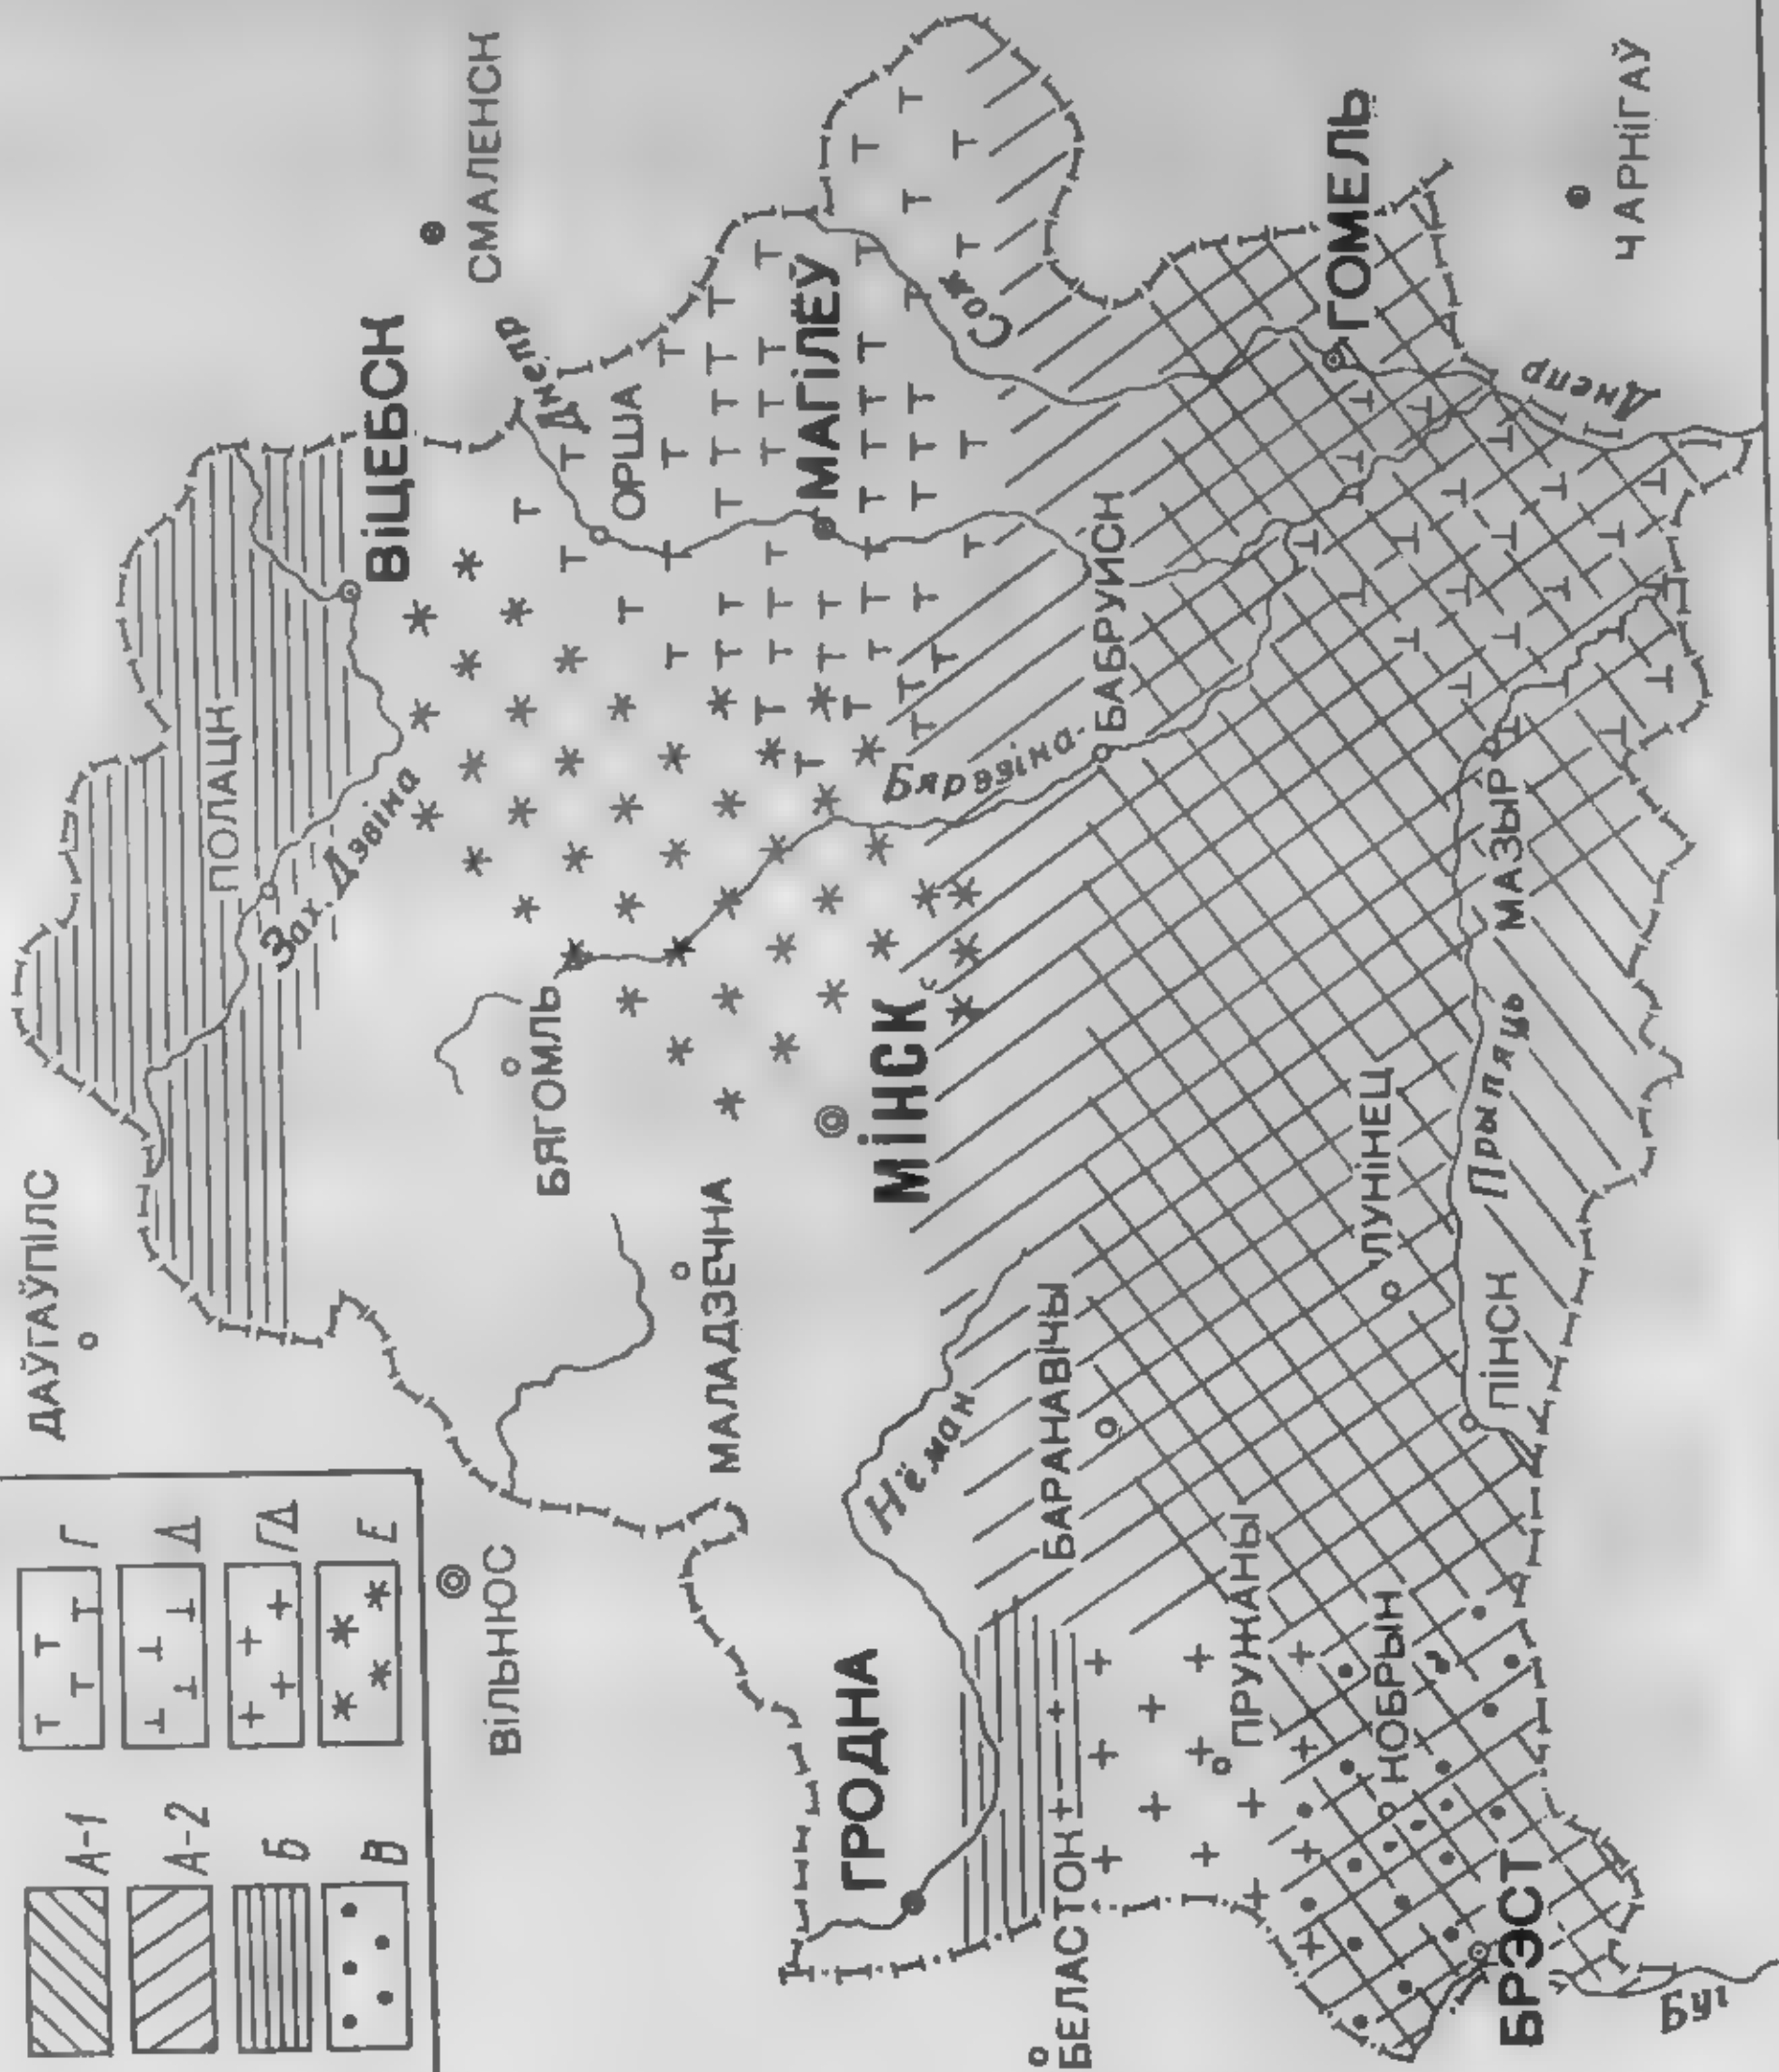 А-1
А-2
Б
В
Г
Д
ГД
Е
ДАЎГАЎПІЛС
ПОЛАЦК
Зах. Дзвіна
ВІЦЕБСК
СМАЛЕНСК
Днепр
ОРША
БЯГОМЛЬ
ВІЛЬНЮС
МАЛАДЗЕЧНА
МІНСК
МАГІЛЁЎ
Сож
Бярэзіна
ГРОДНА
Нёман
БАРАНАВІЧЫ
БАБРУЙСК
БЕЛАСТОК
ПРУЖАНЫ
КОБРЫН
ЛУНІНЕЦ
ГОМЕЛЬ
БРЭСТ
ПІНСК
Прыпяць
МАЗЫР
Днепр
ЧАРНІГАЎ
Буг